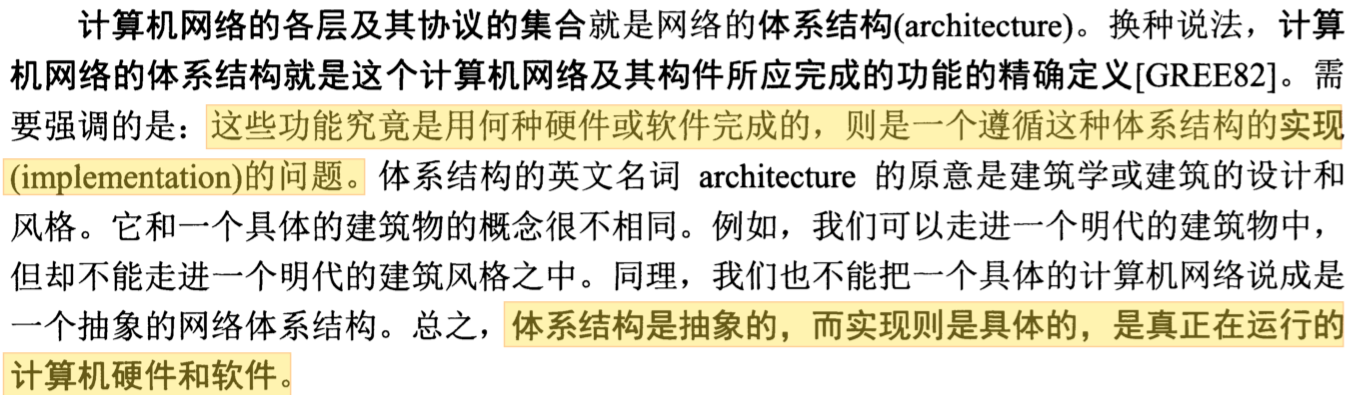 计算机网络的各层及其协议的集合就是网络的体系结构(architecture)。换种说法，计算
机网络的体系结构就是这个计算机网络及其构件所应完成的功能的精确定义[GREE82]。需
要强调的是：这些功能究竟是用何种硬件或软件完成的，则是一个遵循这种体系结构的实现
(implementation)的问题。体系结构的英文名词 architecture 的原意是建筑学或建筑的设计和
风格。它和一个具体的建筑物的概念很不相同。例如，我们可以走进一个明代的建筑物中，
但却不能走进一个明代的建筑风格之中。同理，我们也不能把一个具体的计算机网络说成是
一个抽象的网络体系结构。总之，体系结构是抽象的，而实现则是具体的，是真正在运行的
计算机硬件和软件。